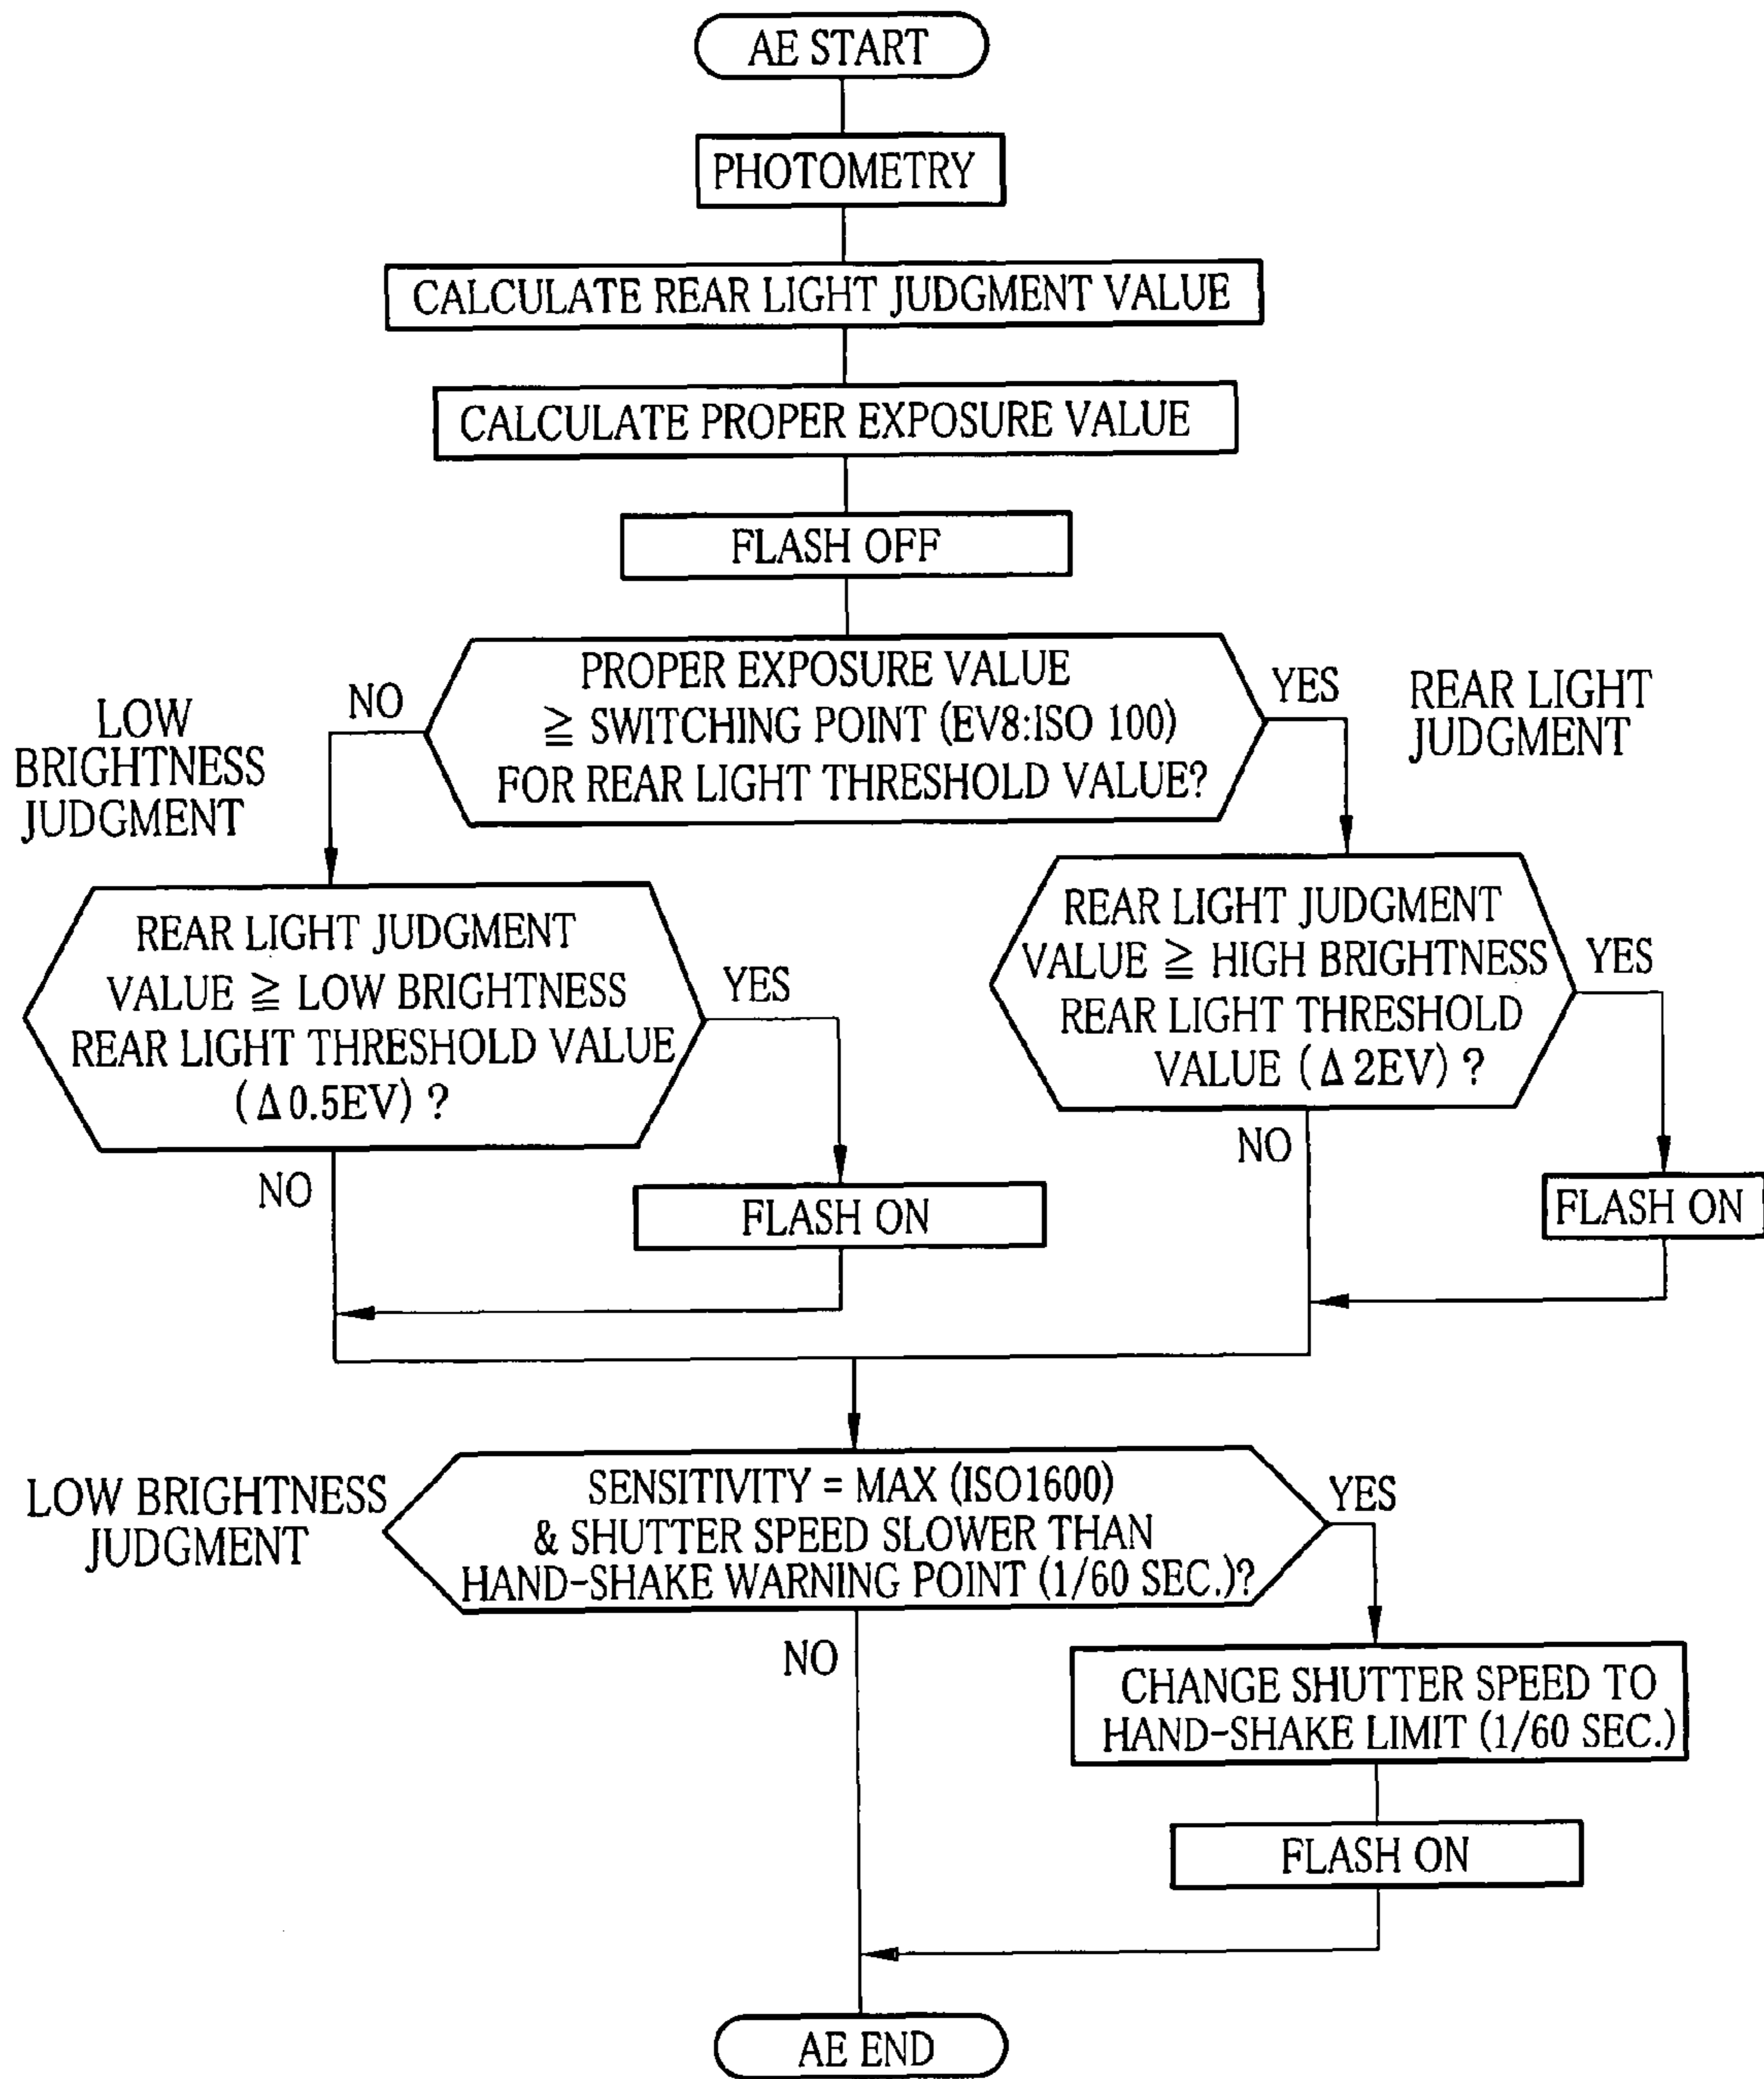 AE START
PHOTOMETRY
CALCULATE REAR LIGHT JUDGMENT VALUE
CALCULATE PROPER EXPOSURE VALUE
FLASH OFF
PROPER EXPOSURE VALUE
≧ SWITCHING POINT (EV8:ISO 100)
FOR REAR LIGHT THRESHOLD VALUE?
NO
LOW
BRIGHTNESS
JUDGMENT
YES
REAR LIGHT
JUDGMENT
REAR LIGHT JUDGMENT
VALUE ≧ LOW BRIGHTNESS
REAR LIGHT THRESHOLD VALUE
(Δ0.5EV) ?
YES
NO
FLASH ON
REAR LIGHT JUDGMENT
VALUE ≧ HIGH BRIGHTNESS
REAR LIGHT THRESHOLD
VALUE (Δ2EV) ?
YES
NO
FLASH ON
LOW BRIGHTNESS
JUDGMENT
SENSITIVITY = MAX (ISO1600)
& SHUTTER SPEED SLOWER THAN
HAND-SHAKE WARNING POINT (1/60 SEC.)?
YES
NO
CHANGE SHUTTER SPEED TO
HAND-SHAKE LIMIT (1/60 SEC.)
FLASH ON
AE END